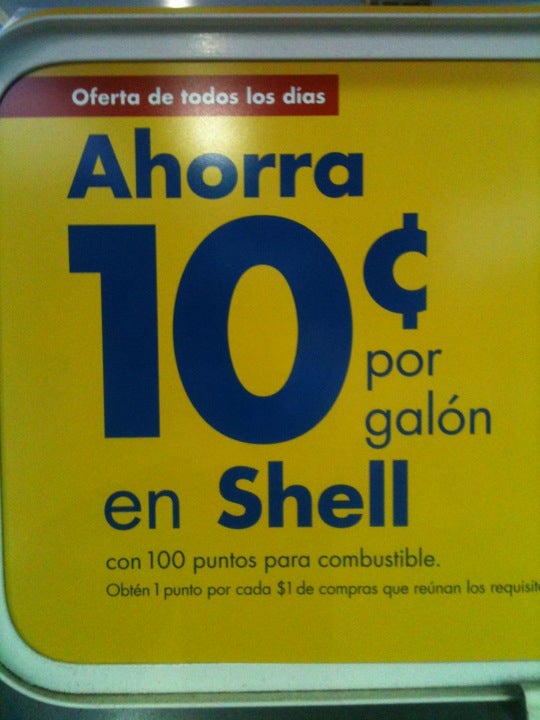 Oferta de todos los días
Ahorra
10¢
por
galón
en Shell
con 100 puntos para combustible.
Obtén 1 punto por cada $1 de compras que reúnan los